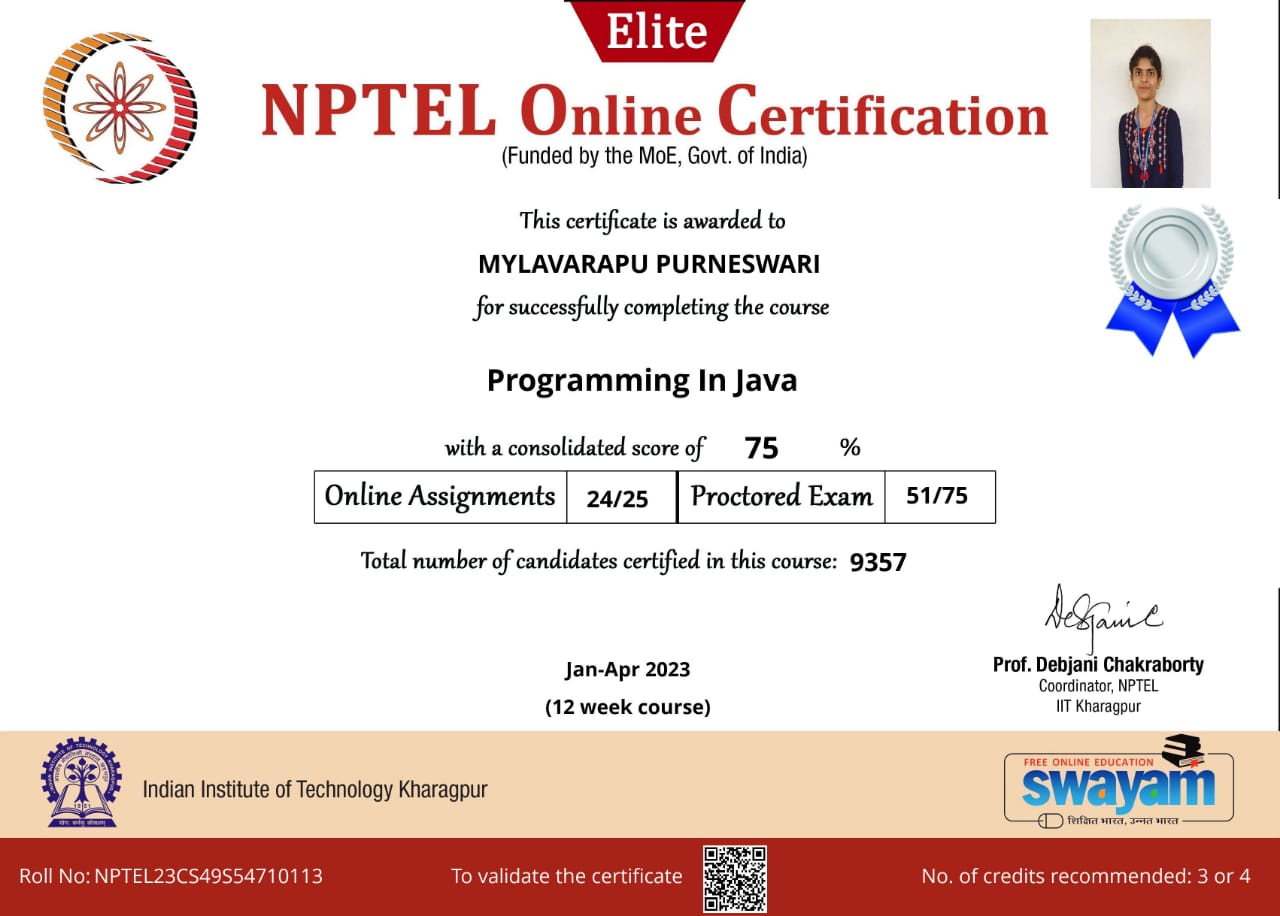 Elite
NPTEL Online Certification
(Funded by the MoE, Govt. of India)
This certificate is awarded to
MYLAVARAPU PURNESWARI
for successfully completing the course
Programming In Java
with a consolidated score of 75 %
Online Assignments 24/25 Proctored Exam 51/75
Total number of candidates certified in this course: 9357
Jan-Apr 2023
(12 week course)
Prof. Debjani Chakraborty
Coordinator, NPTEL
IIT Kharagpur
Indian Institute of Technology Kharagpur
FREE ONLINE EDUCATION
swayam
शिक्षित भारत, उन्नत भारत
Roll No: NPTEL23CS49S54710113
To validate the certificate
No. of credits recommended: 3 or 4